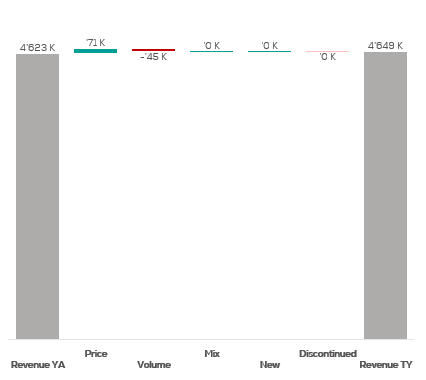 4'623 K
'71 K
-'45 K
'0 K
'0 K
'0 K
4'649 K
Revenue YA
Price
Volume
Mix
New
Discontinued
Revenue TY